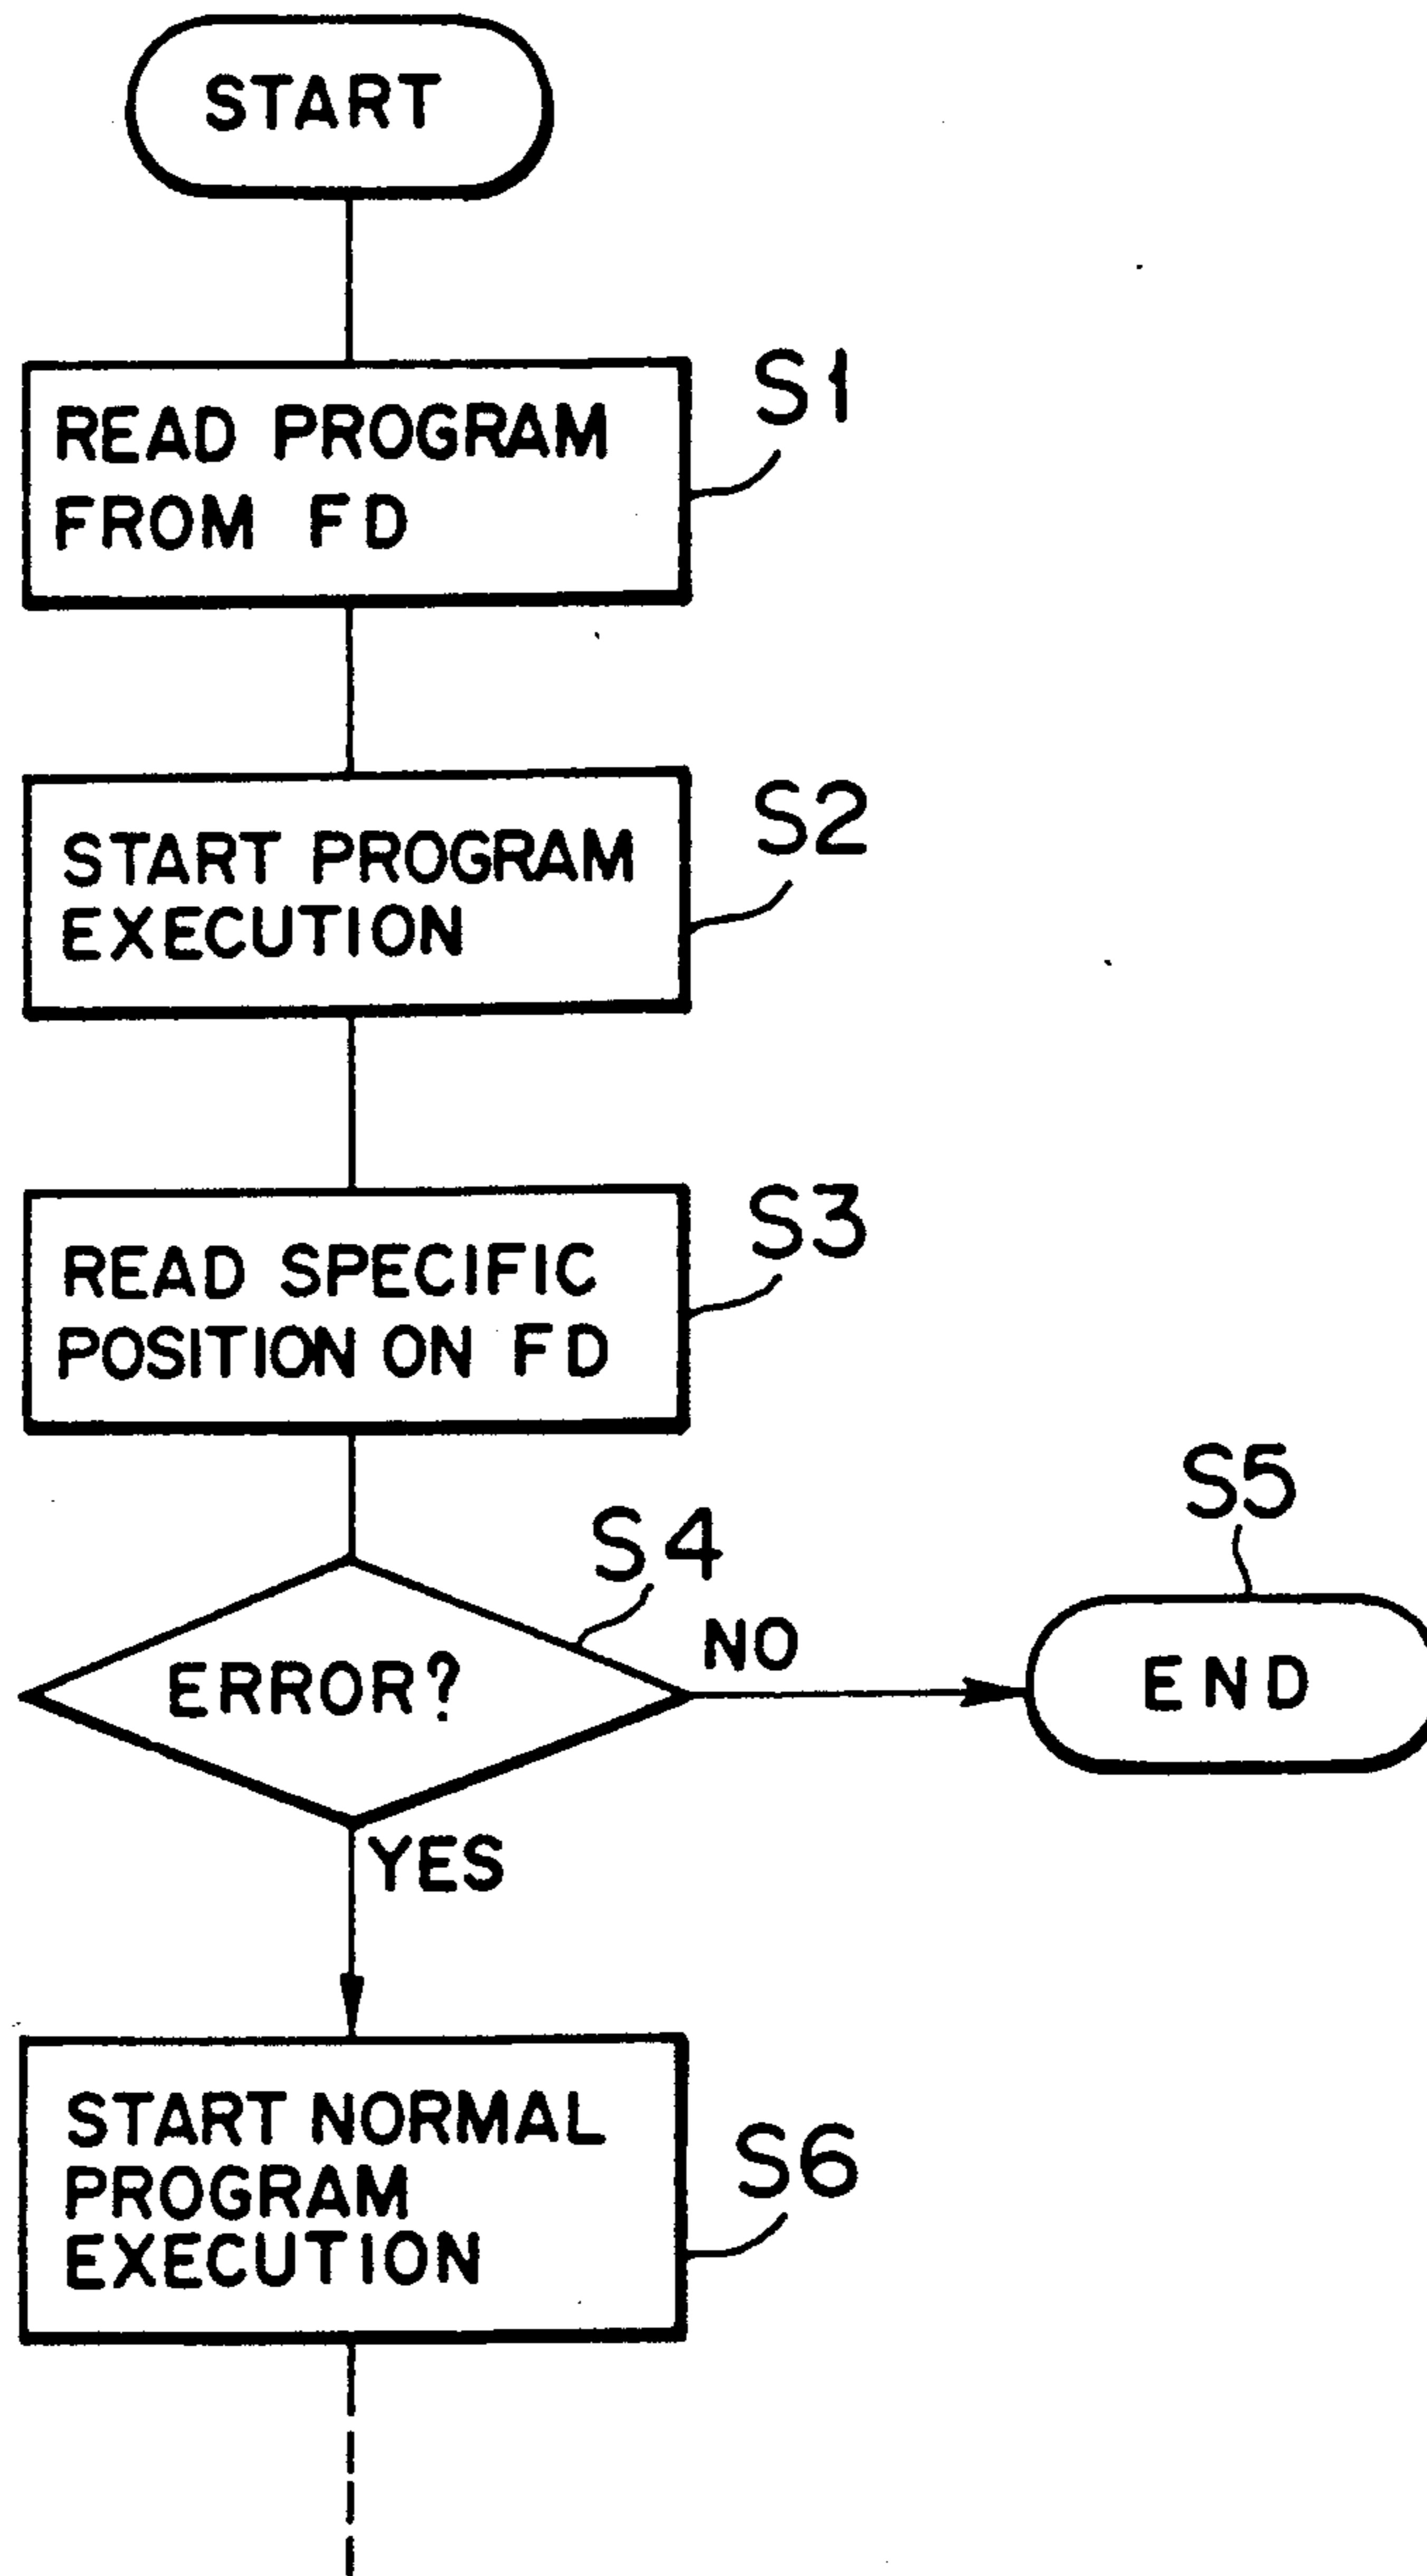 START
READ PROGRAM
FROM FD
S1
START PROGRAM
EXECUTION
S2
READ SPECIFIC
POSITION ON FD
S3
ERROR?
S4
NO
S5
END
YES
START NORMAL
PROGRAM
EXECUTION
S6